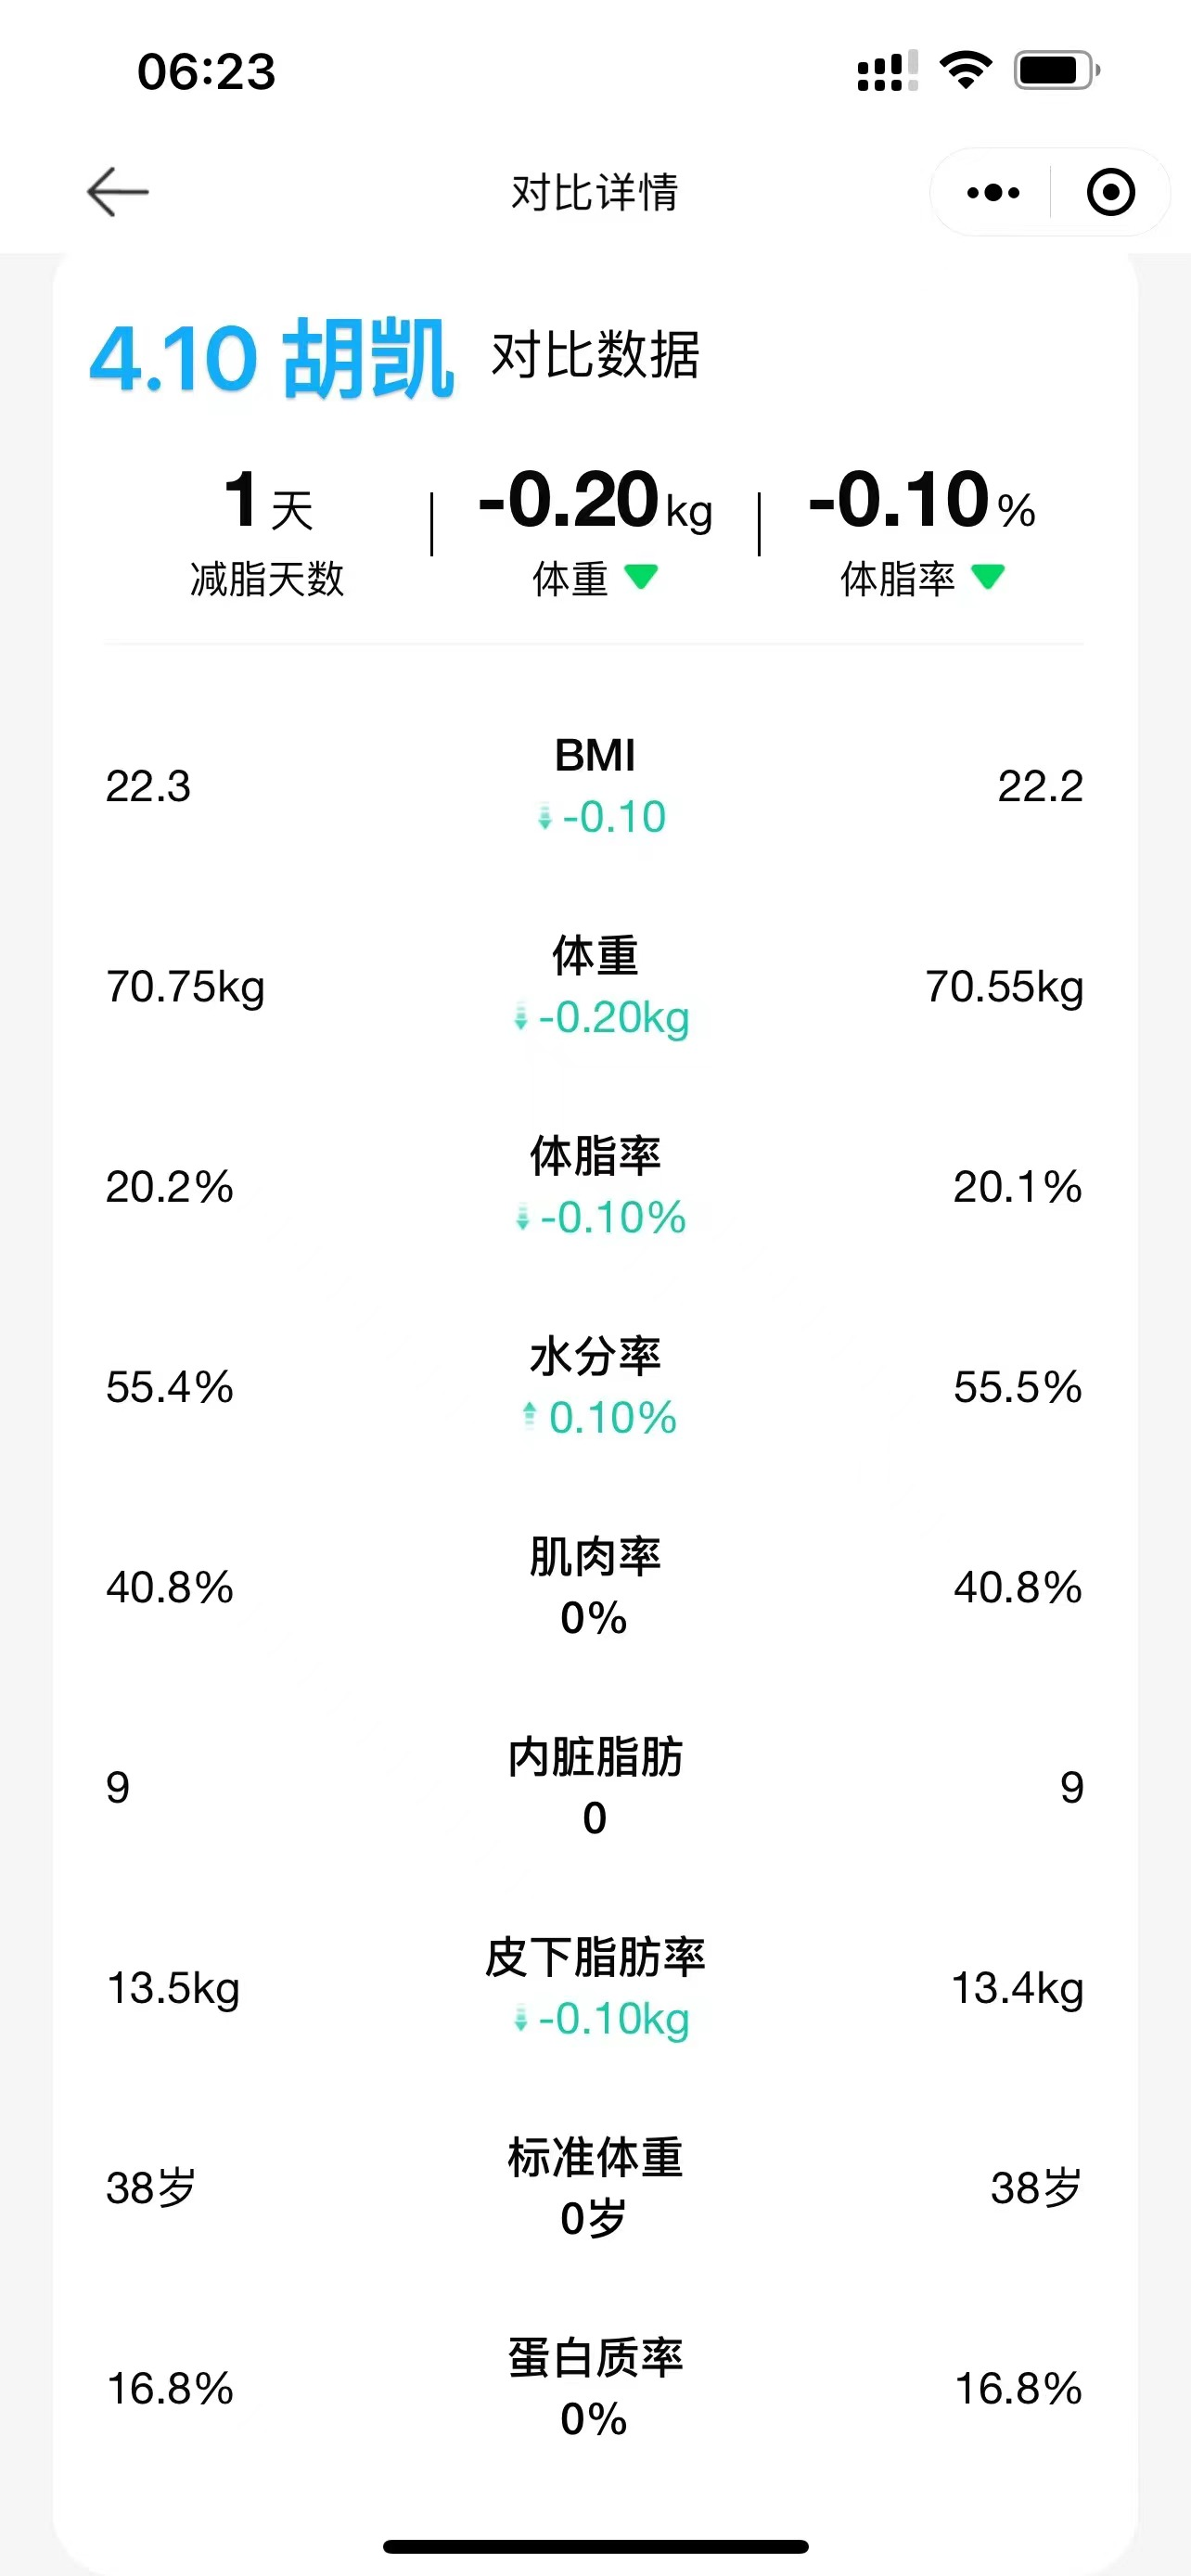 06:23
对比详情
4.10 胡凯 对比数据
1天 -0.20kg -0.10%
减脂天数 体重 体脂率
BMI
22.3 22.2
-0.10
体重
70.75kg 70.55kg
-0.20kg
体脂率
20.2% 20.1%
-0.10%
水分率
55.4% 55.5%
0.10%
肌肉率
40.8% 40.8%
0%
内脏脂肪
9 9
0
皮下脂肪率
13.5kg 13.4kg
-0.10kg
标准体重
38岁 38岁
0岁
蛋白质率
16.8% 16.8%
0%